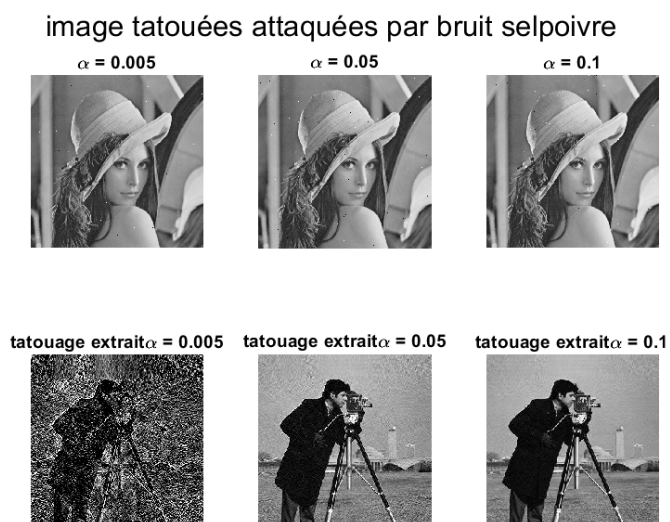 image tatouées attaquées par bruit selpoivre
α = 0.005
α = 0.05
α = 0.1
tatouage extraitα = 0.005
tatouage extraitα = 0.05
tatouage extraitα = 0.1